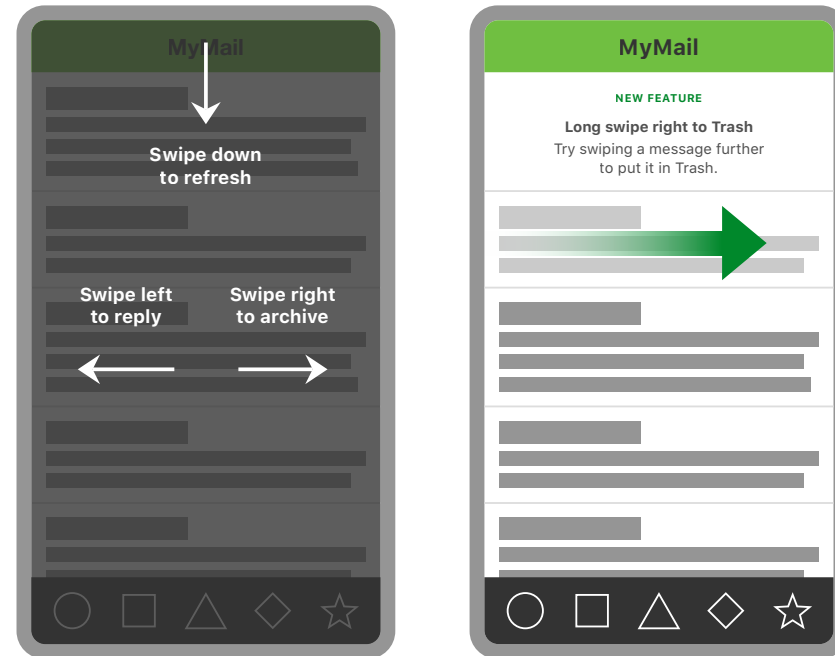 MyMail
Swipe down
to refresh
Swipe left
to reply
Swipe right
to archive
MyMail
NEW FEATURE
Long swipe right to Trash
Try swiping a message further
to put it in Trash.